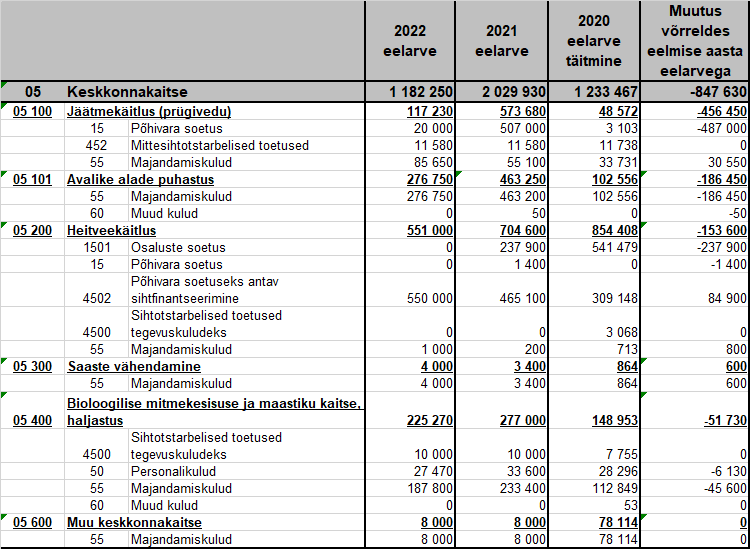 2022 eelarve 2021 eelarve 2020 eelarve täitmine Muutus võrreldes eelmise aasta eelarvega
05 Keskkonnakaitse 1 182 250 2 029 930 1 233 467 -847 630
05 100 Jäätmekäitlus (prügivedu) 117 230 573 680 48 572 -456 450
15 Põhivara soetus 20 000 507 000 3 103 -487 000
452 Mittesihtotstarbelised toetused 11 580 11 580 11 738 0
55 Majandamiskulud 85 650 55 100 33 731 30 550
05 101 Avalike alade puhastus 276 750 463 250 102 556 -186 450
55 Majandamiskulud 276 750 463 200 102 556 -186 450
60 Muud kulud 0 50 0 -50
05 200 Heitveekäitlus 551 000 704 600 854 408 -153 600
1501 Osaluste soetus 0 237 900 541 479 -237 900
15 Põhivara soetus 0 1 400 0 -1 400
Põhivara soetuseks antav
4502 sihtfinantseerimine 550 000 465 100 309 148 84 900
Sihtotstarbelised toetused
4500 tegevuskuludeks 0 0 3 068 0
55 Majandamiskulud 1 000 200 713 800
05 300 Saaste vähendamine 4 000 3 400 864 600
55 Majandamiskulud 4 000 3 400 864 600
Bioloogilise mitmekesisuse ja maastiku kaitse,
05 400 haljastus 225 270 277 000 148 953 -51 730
Sihtotstarbelised toetused
4500 tegevuskuludeks 10 000 10 000 7 755 0
50 Personalikulud 27 470 33 600 28 296 -6 130
55 Majandamiskulud 187 800 233 400 112 849 -45 600
60 Muud kulud 0 0 53 0
05 600 Muu keskkonnakaitse 8 000 8 000 78 114 0
55 Majandamiskulud 8 000 8 000 78 114 0